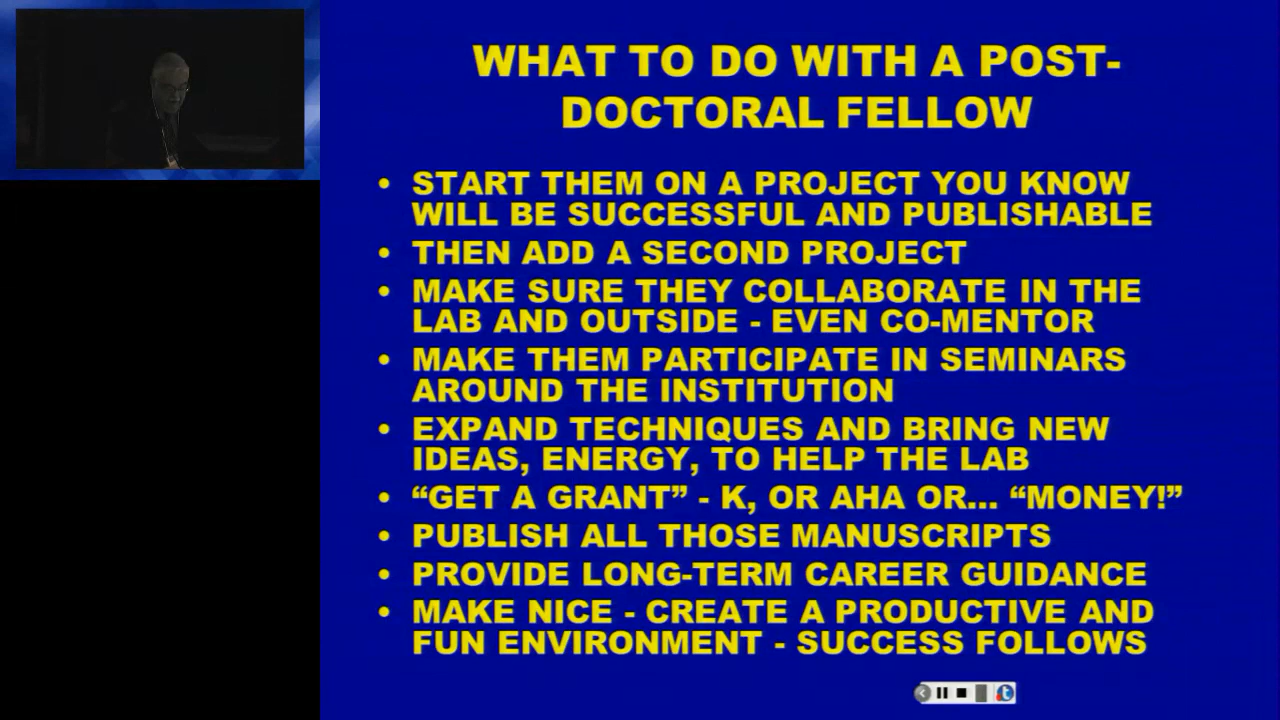 WHAT TO DO WITH A POST-
DOCTORAL FELLOW
• START THEM ON A PROJECT YOU KNOW
WILL BE SUCCESSFUL AND PUBLISHABLE
• THEN ADD A SECOND PROJECT
• MAKE SURE THEY COLLABORATE IN THE
LAB AND OUTSIDE - EVEN CO-MENTOR
• MAKE THEM PARTICIPATE IN SEMINARS
AROUND THE INSTITUTION
• EXPAND TECHNIQUES AND BRING NEW
IDEAS, ENERGY, TO HELP THE LAB
• “GET A GRANT” - K, OR AHA OR... “MONEY!”
• PUBLISH ALL THOSE MANUSCRIPTS
• PROVIDE LONG-TERM CAREER GUIDANCE
• MAKE NICE - CREATE A PRODUCTIVE AND
FUN ENVIRONMENT - SUCCESS FOLLOWS